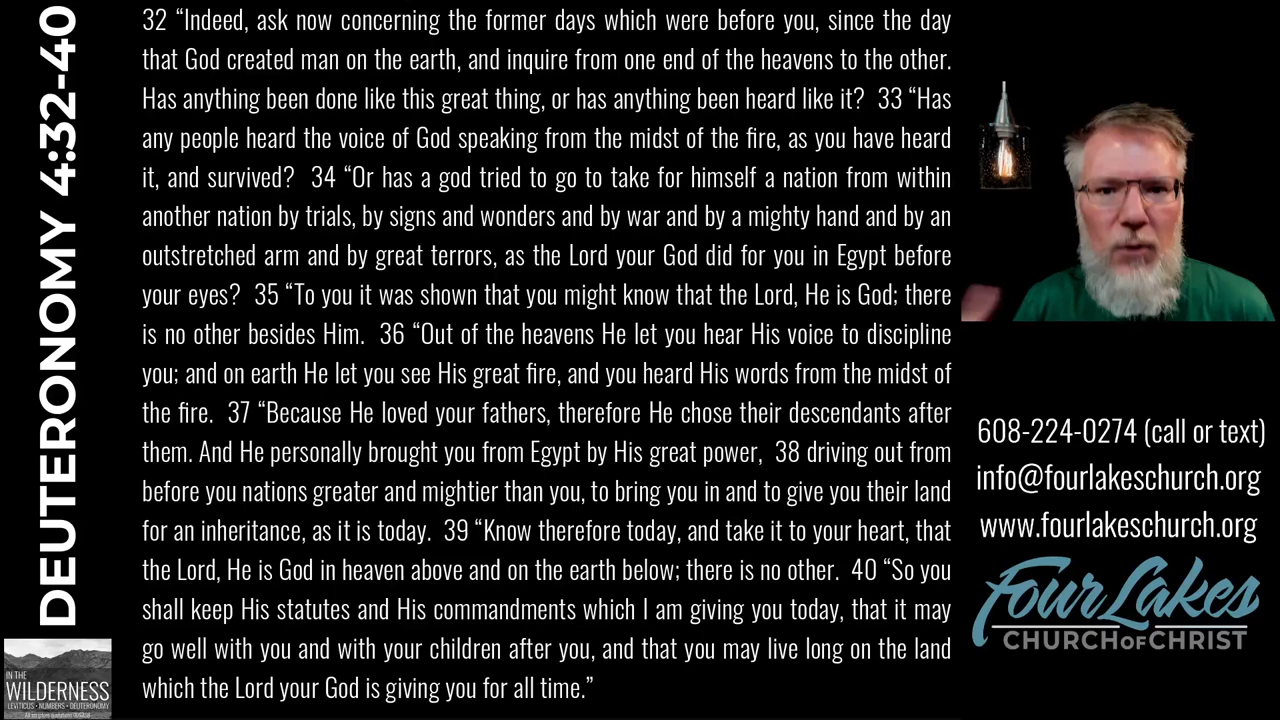 DEUTERONOMY 4:32-40
32 “Indeed, ask now concerning the former days which were before you, since the day
that God created man on the earth, and inquire from one end of the heavens to the other.
Has anything been done like this great thing, or has anything been heard like it? 33 “Has
any people heard the voice of God speaking from the midst of the fire, as you have heard
it, and survived? 34 “Or has a god tried to go to take for himself a nation from within
another nation by trials, by signs and wonders and by war and by a mighty hand and by an
outstretched arm and by great terrors, as the Lord your God did for you in Egypt before
your eyes? 35 “To you it was shown that you might know that the Lord, He is God; there
is no other besides Him. 36 “Out of the heavens He let you hear His voice to discipline
you; and on earth He let you see His great fire, and you heard His words from the midst of
the fire. 37 “Because He loved your fathers, therefore He chose their descendants after
them. And He personally brought you from Egypt by His great power, 38 driving out from
before you nations greater and mightier than you, to bring you in and to give you their land
for an inheritance, as it is today. 39 “Know therefore today, and take it to your heart, that
the Lord, He is God in heaven above and on the earth below; there is no other. 40 “So you
shall keep His statutes and His commandments which I am giving you today, that it may
go well with you and with your children after you, and that you may live long on the land
which the Lord your God is giving you for all time.”
608-224-0274 (call or text)
info@fourlakeschurch.org
www.fourlakeschurch.org
Four Lakes
CHURCH OF CHRIST
IN THE
WILDERNESS
LEVITICUS • NUMBERS • DEUTERONOMY